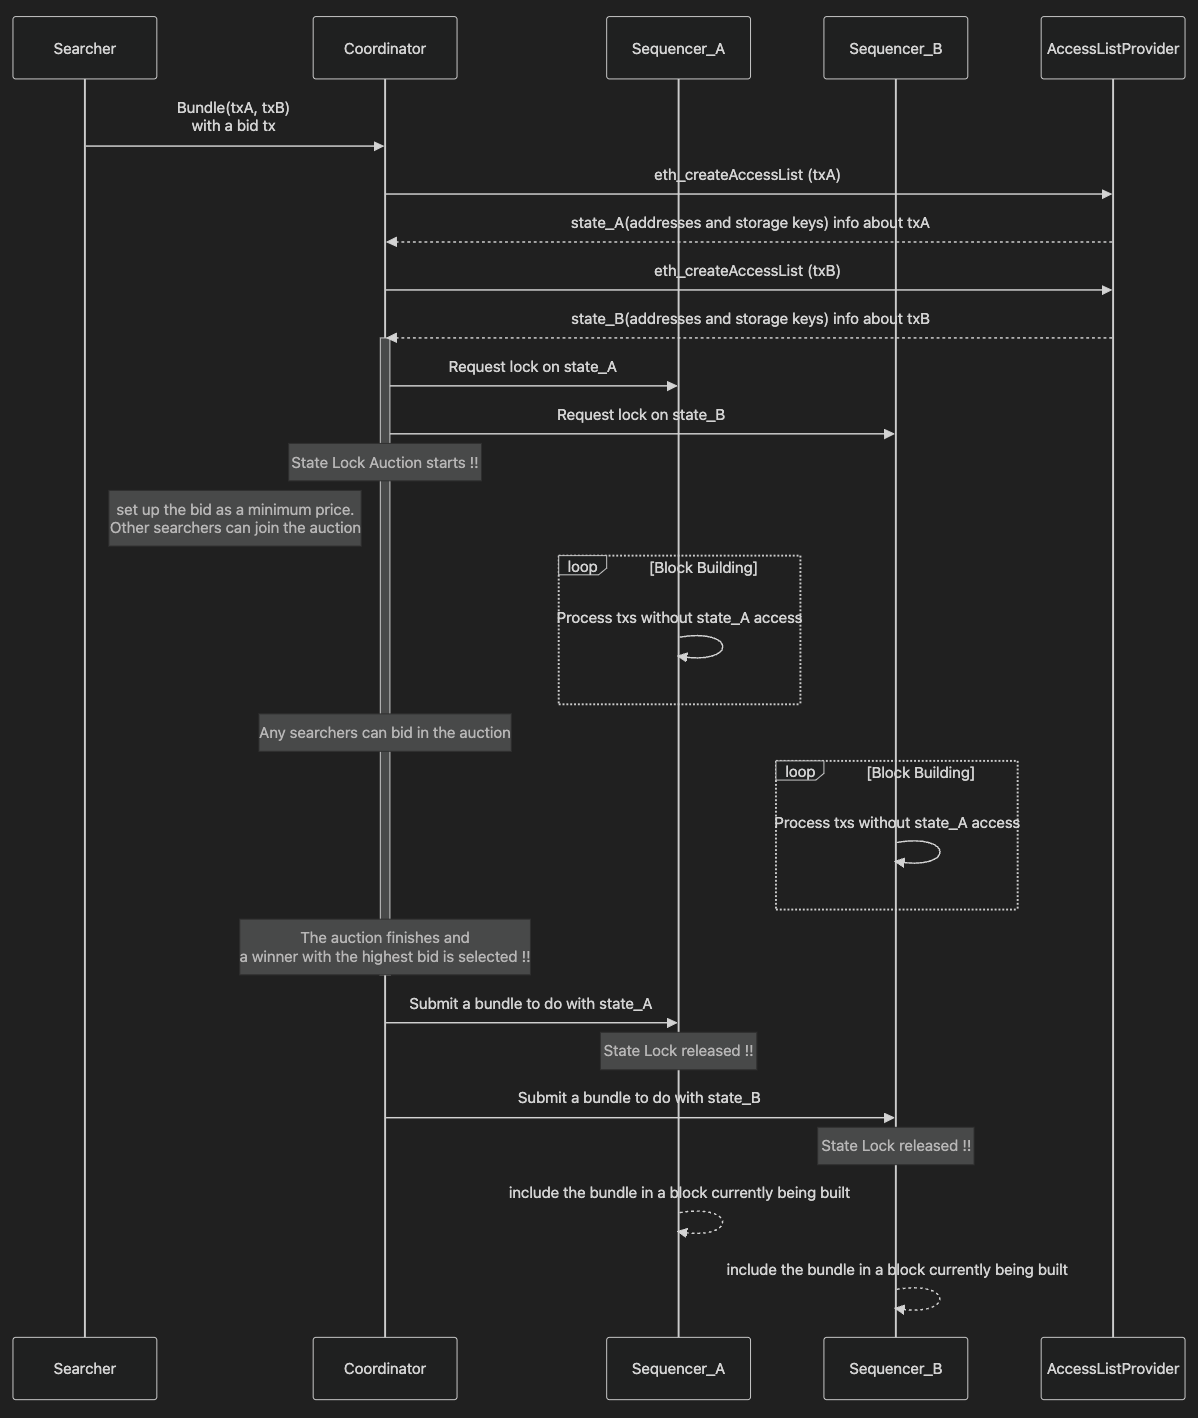 Searcher
Coordinator
Sequencer_A
Sequencer_B
AccessListProvider
Bundle(txA, txB)
with a bid tx
eth_createAccessList (txA)
state_A(addresses and storage keys) info about txA
eth_createAccessList (txB)
state_B(addresses and storage keys) info about txB
Request lock on state_A
Request lock on state_B
State Lock Auction starts !!
set up the bid as a minimum price.
Other searchers can join the auction
loop
[Block Building]
Process txs without state_A access
Any searchers can bid in the auction
loop
[Block Building]
Process txs without state_A access
The auction finishes and
a winner with the highest bid is selected !!
Submit a bundle to do with state_A
State Lock released !!
Submit a bundle to do with state_B
State Lock released !!
include the bundle in a block currently being built
include the bundle in a block currently being built
Searcher
Coordinator
Sequencer_A
Sequencer_B
AccessListProvider